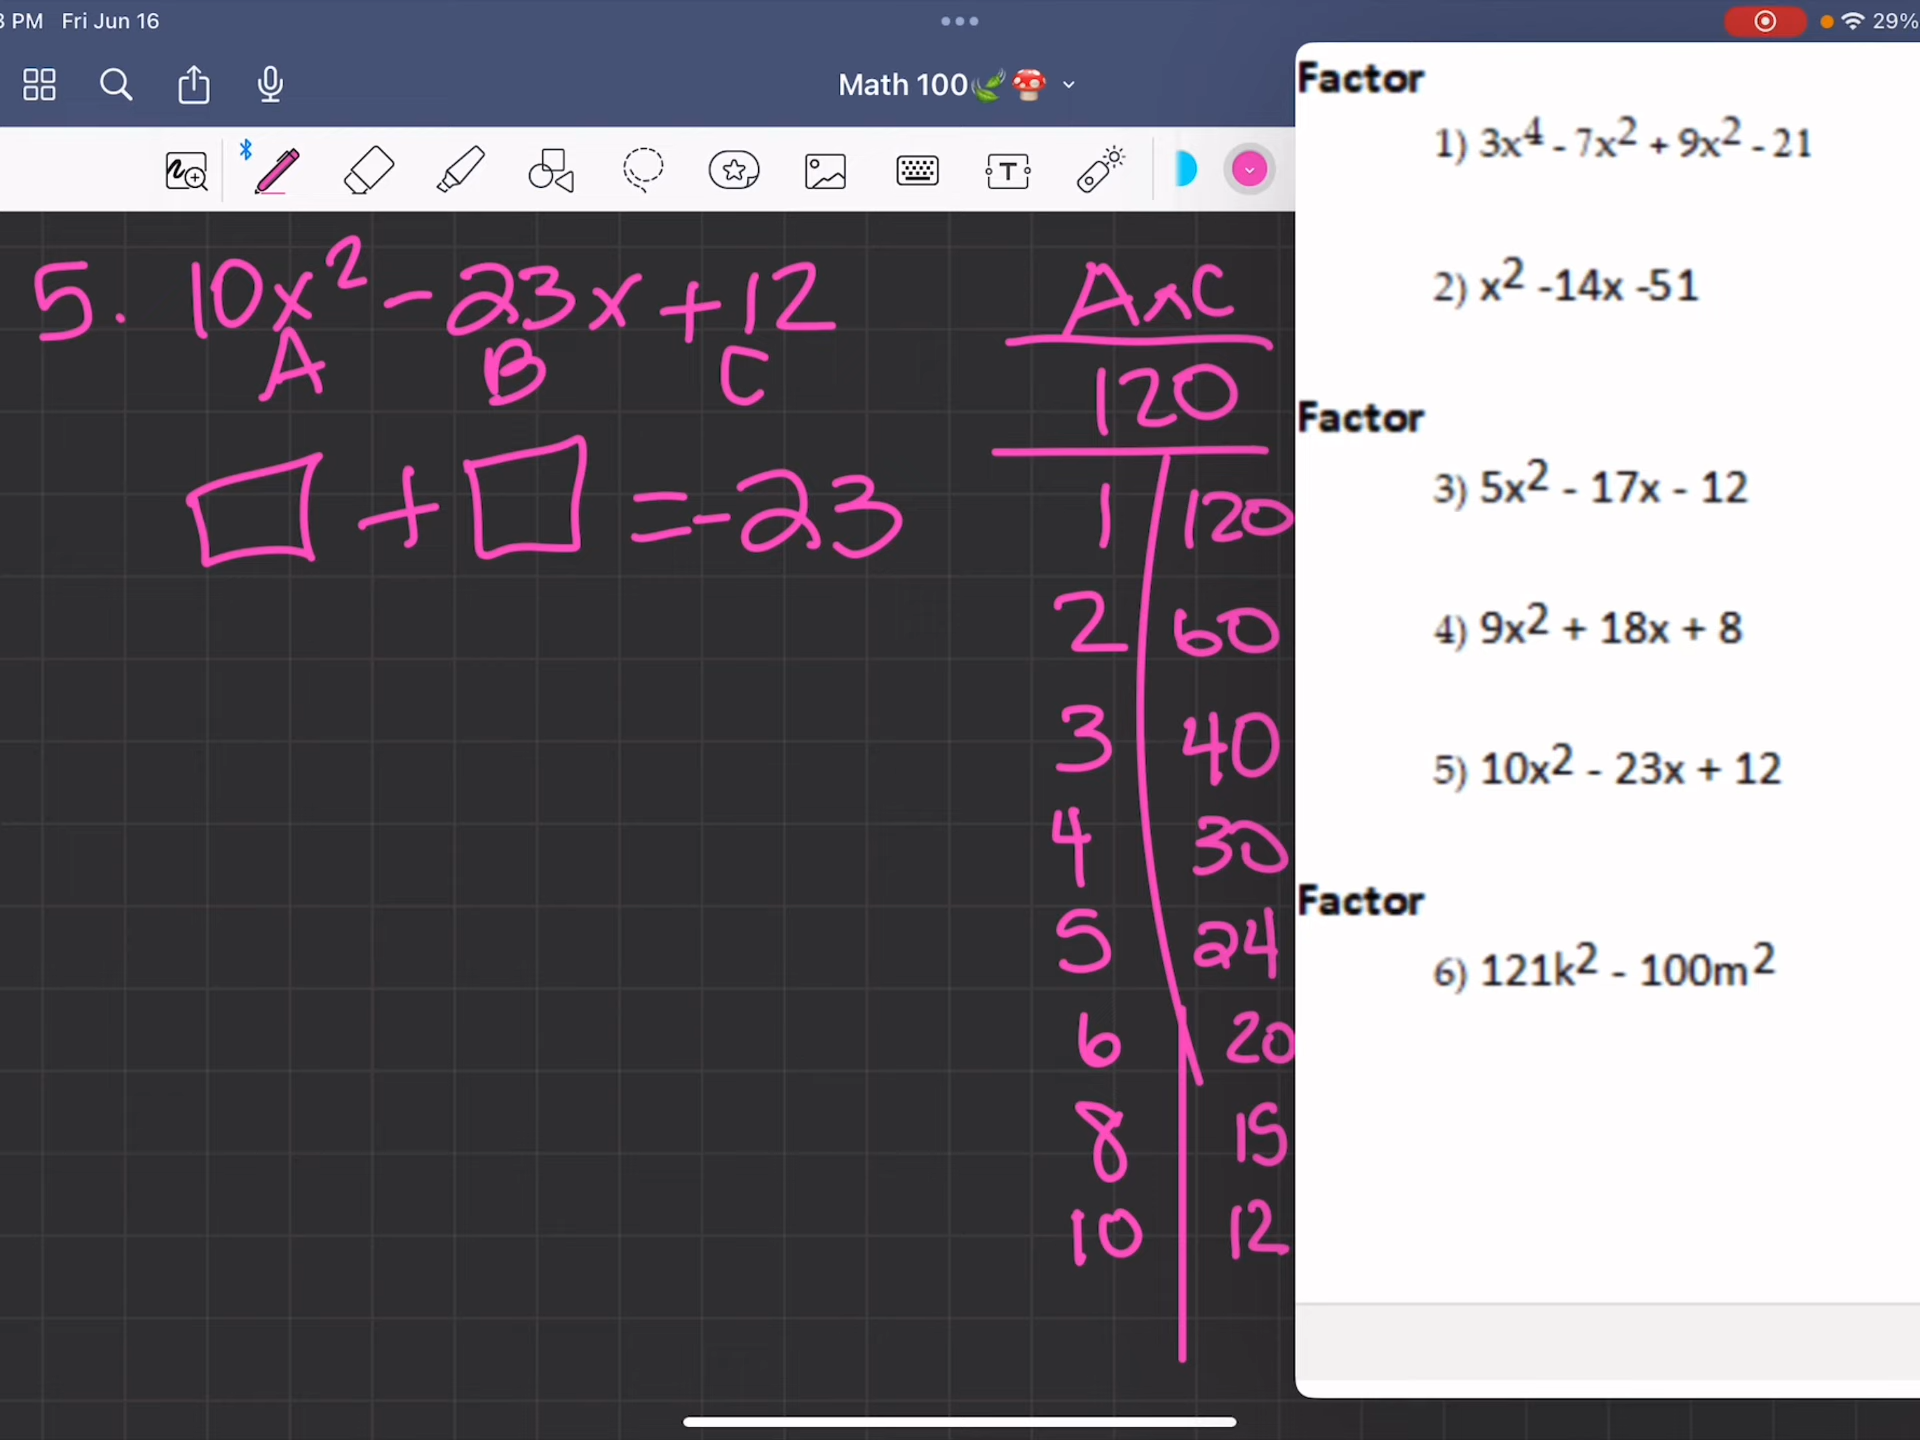 3 PM Fri Jun 16
29%
Math 100🌿🍄
T
5. 10x² - 23x + 12
A B C
□ + □ = -23
A x C
120
1 120
2 60
3 40
4 30
5 24
6 20
8 15
10 12
Factor
1) 3x⁴ - 7x² + 9x² - 21
2) x² -14x -51
Factor
3) 5x² - 17x - 12
4) 9x² + 18x + 8
5) 10x² - 23x + 12
Factor
6) 121k² - 100m²